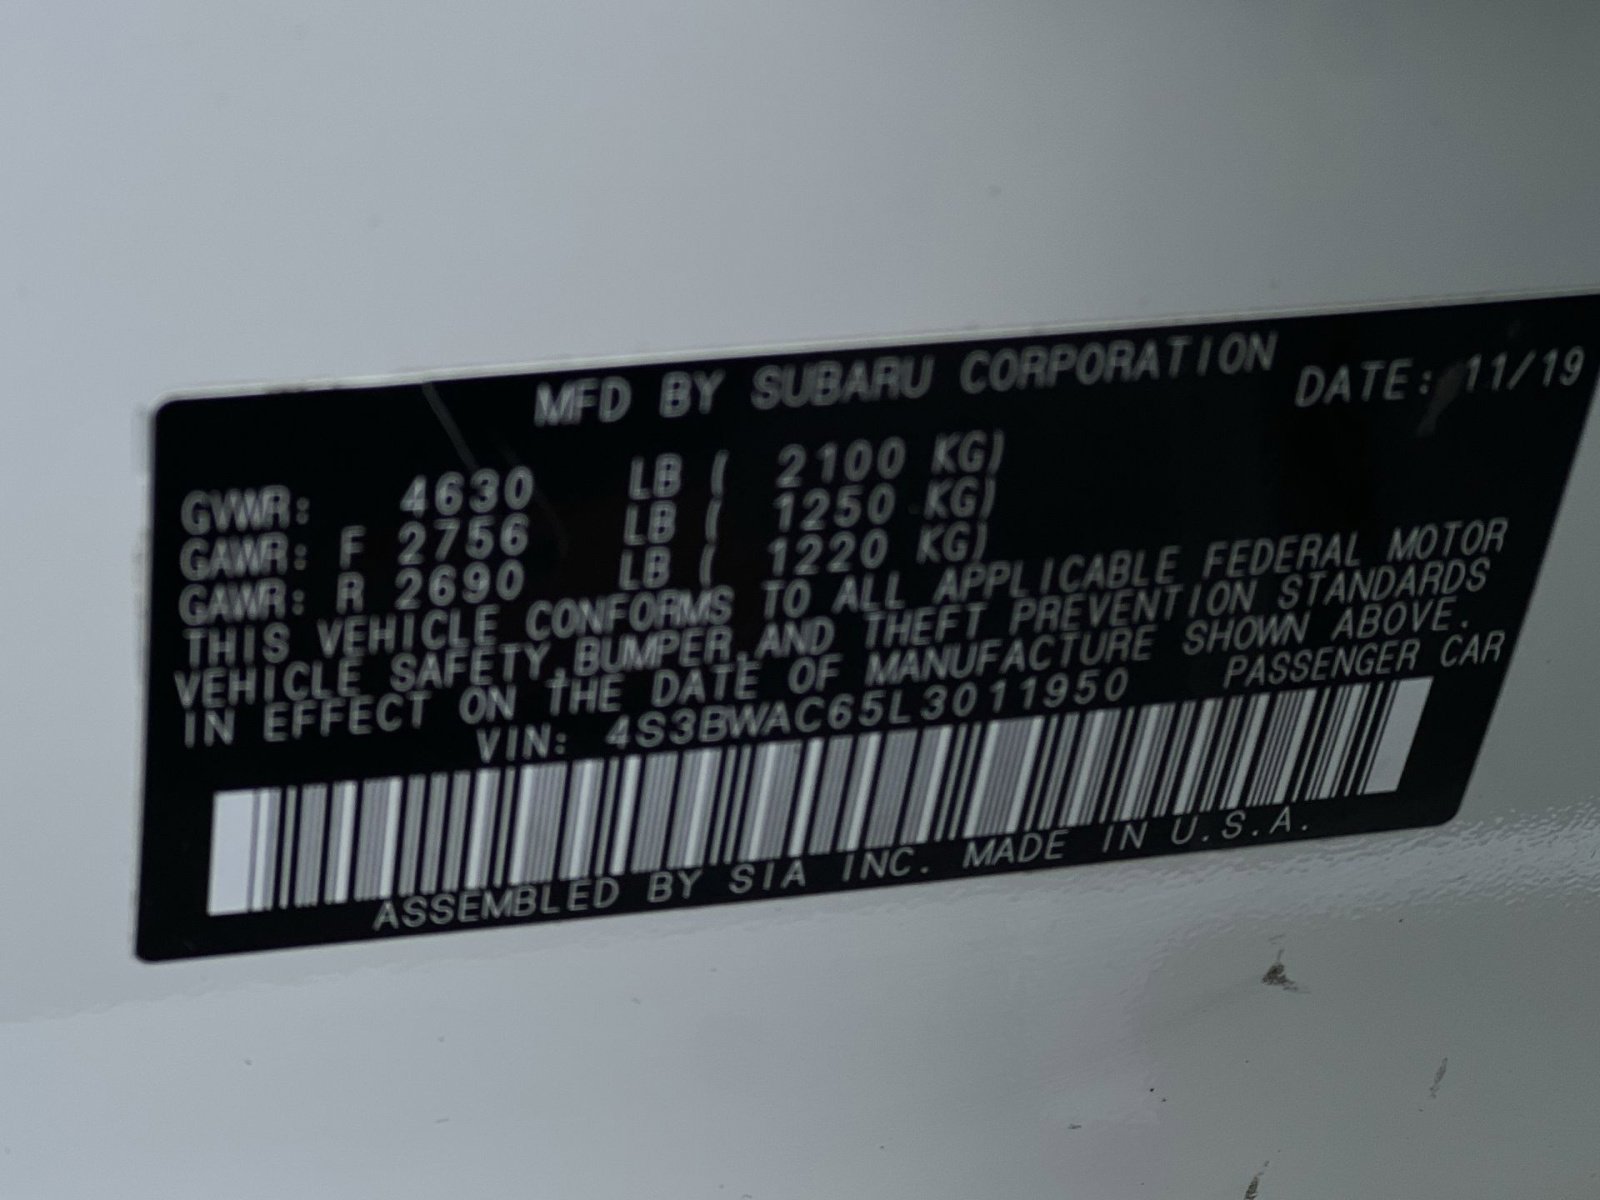 MFD BY SUBARU CORPORATION DATE: 11/19
GVWR: 4630 LB ( 2100 KG)
GAWR: F 2756 LB ( 1250 KG)
GAWR: R 2690 LB ( 1220 KG)
THIS VEHICLE CONFORMS TO ALL APPLICABLE FEDERAL MOTOR
VEHICLE SAFETY,BUMPER,AND THEFT PREVENTION STANDARDS
IN EFFECT ON THE DATE OF MANUFACTURE SHOWN ABOVE.
VIN: 4S3BWAC65L3011950 PASSENGER CAR
ASSEMBLED BY SIA INC. MADE IN U.S.A.